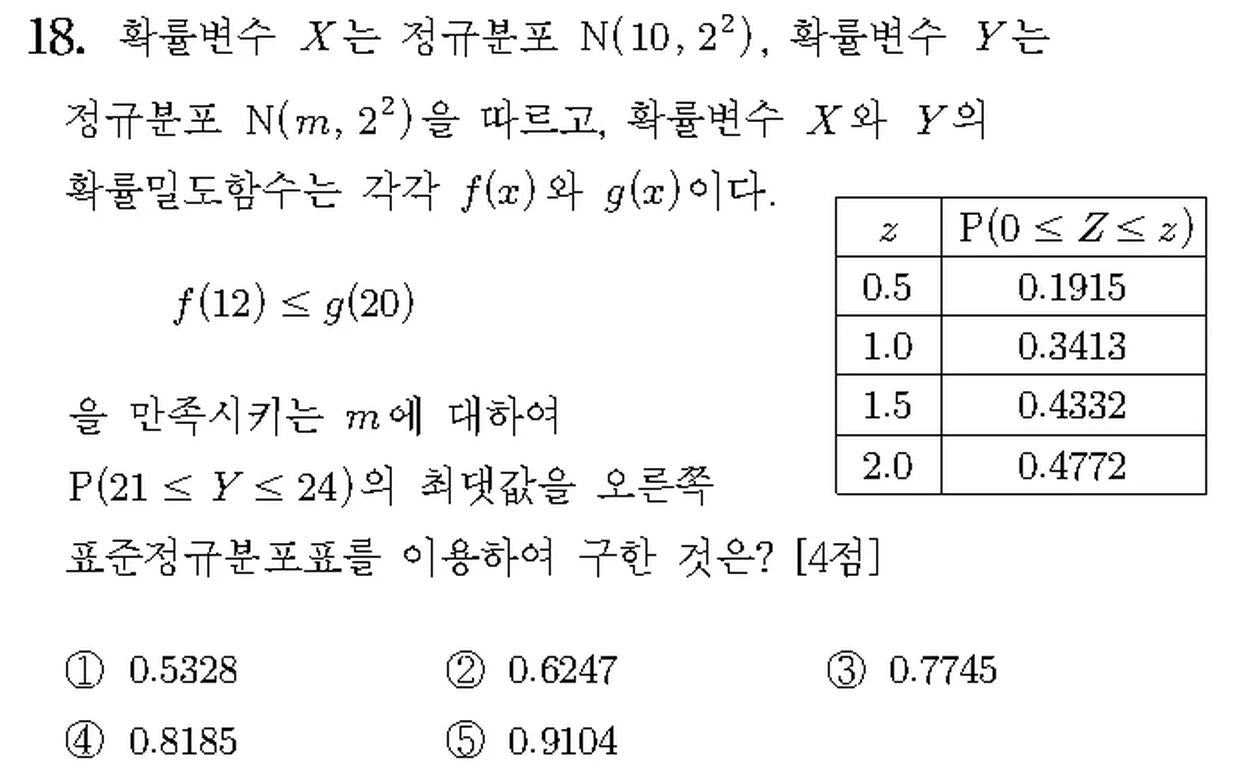 18. 확률변수 X는 정규분포 N(10, 2²), 확률변수 Y는
정규분포 N(m, 2²)을 따르고, 확률변수 X와 Y의
확률밀도함수는 각각 f(x)와 g(x)이다.
f(12) ≤ g(20)
을 만족시키는 m에 대하여
P(21 ≤ Y ≤ 24)의 최댓값을 오른쪽
표준정규분포표를 이용하여 구한 것은? [4점]
z P(0 ≤ Z ≤ z)
0.5 0.1915
1.0 0.3413
1.5 0.4332
2.0 0.4772
① 0.5328 ② 0.6247 ③ 0.7745
④ 0.8185 ⑤ 0.9104